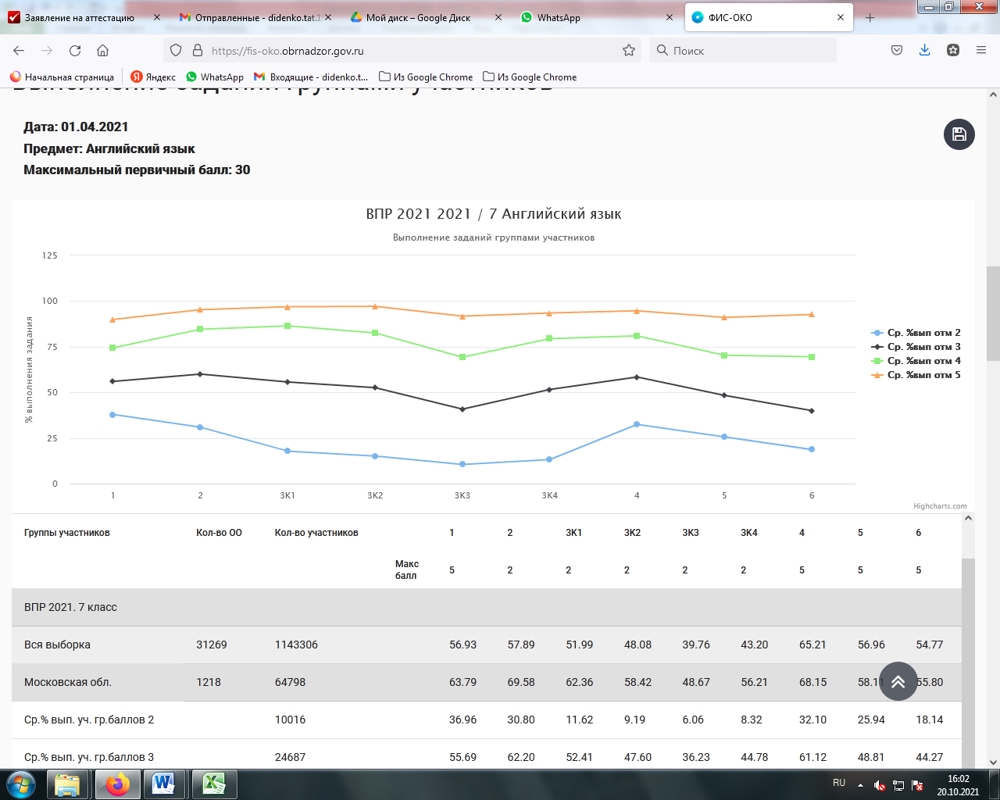 Заявление на аттестацию
Отправленные - didenko.tat.1
Мой диск – Google Диск
WhatsApp
ФИС-ОКО
https://fis-oko.obrnadzor.gov.ru
Поиск
Начальная страница
Яндекс
WhatsApp
Входящие - didenko.t...
Из Google Chrome
Из Google Chrome
Выполнение заданий группами участников
Дата: 01.04.2021
Предмет: Английский язык
Максимальный первичный балл: 30
ВПР 2021 2021 / 7 Английский язык
Выполнение заданий группами участников
% выполнения задания
125
100
75
50
25
0
1 2 3K1 3K2 3K3 3K4 4 5 6
Ср. %вып отм 2
Ср. %вып отм 3
Ср. %вып отм 4
Ср. %вып отм 5
Highcharts.com
Группы участников Кол-во ОО Кол-во участников 1 2 3K1 3K2 3K3 3K4 4 5 6
Макс балл 5 2 2 2 2 2 5 5 5
ВПР 2021. 7 класс
Вся выборка 31269 1143306 56.93 57.89 51.99 48.08 39.76 43.20 65.21 56.96 54.77
Московская обл. 1218 64798 63.79 69.58 62.36 58.42 48.67 56.21 68.15 58.11 55.80
Ср.% вып. уч. гр.баллов 2 10016 36.96 30.80 11.62 9.19 6.06 8.32 32.10 25.94 18.14
Ср.% вып. уч. гр.баллов 3 24687 55.69 62.20 52.41 47.60 36.23 44.78 61.12 48.81 44.27
RU
16:02
20.10.2021